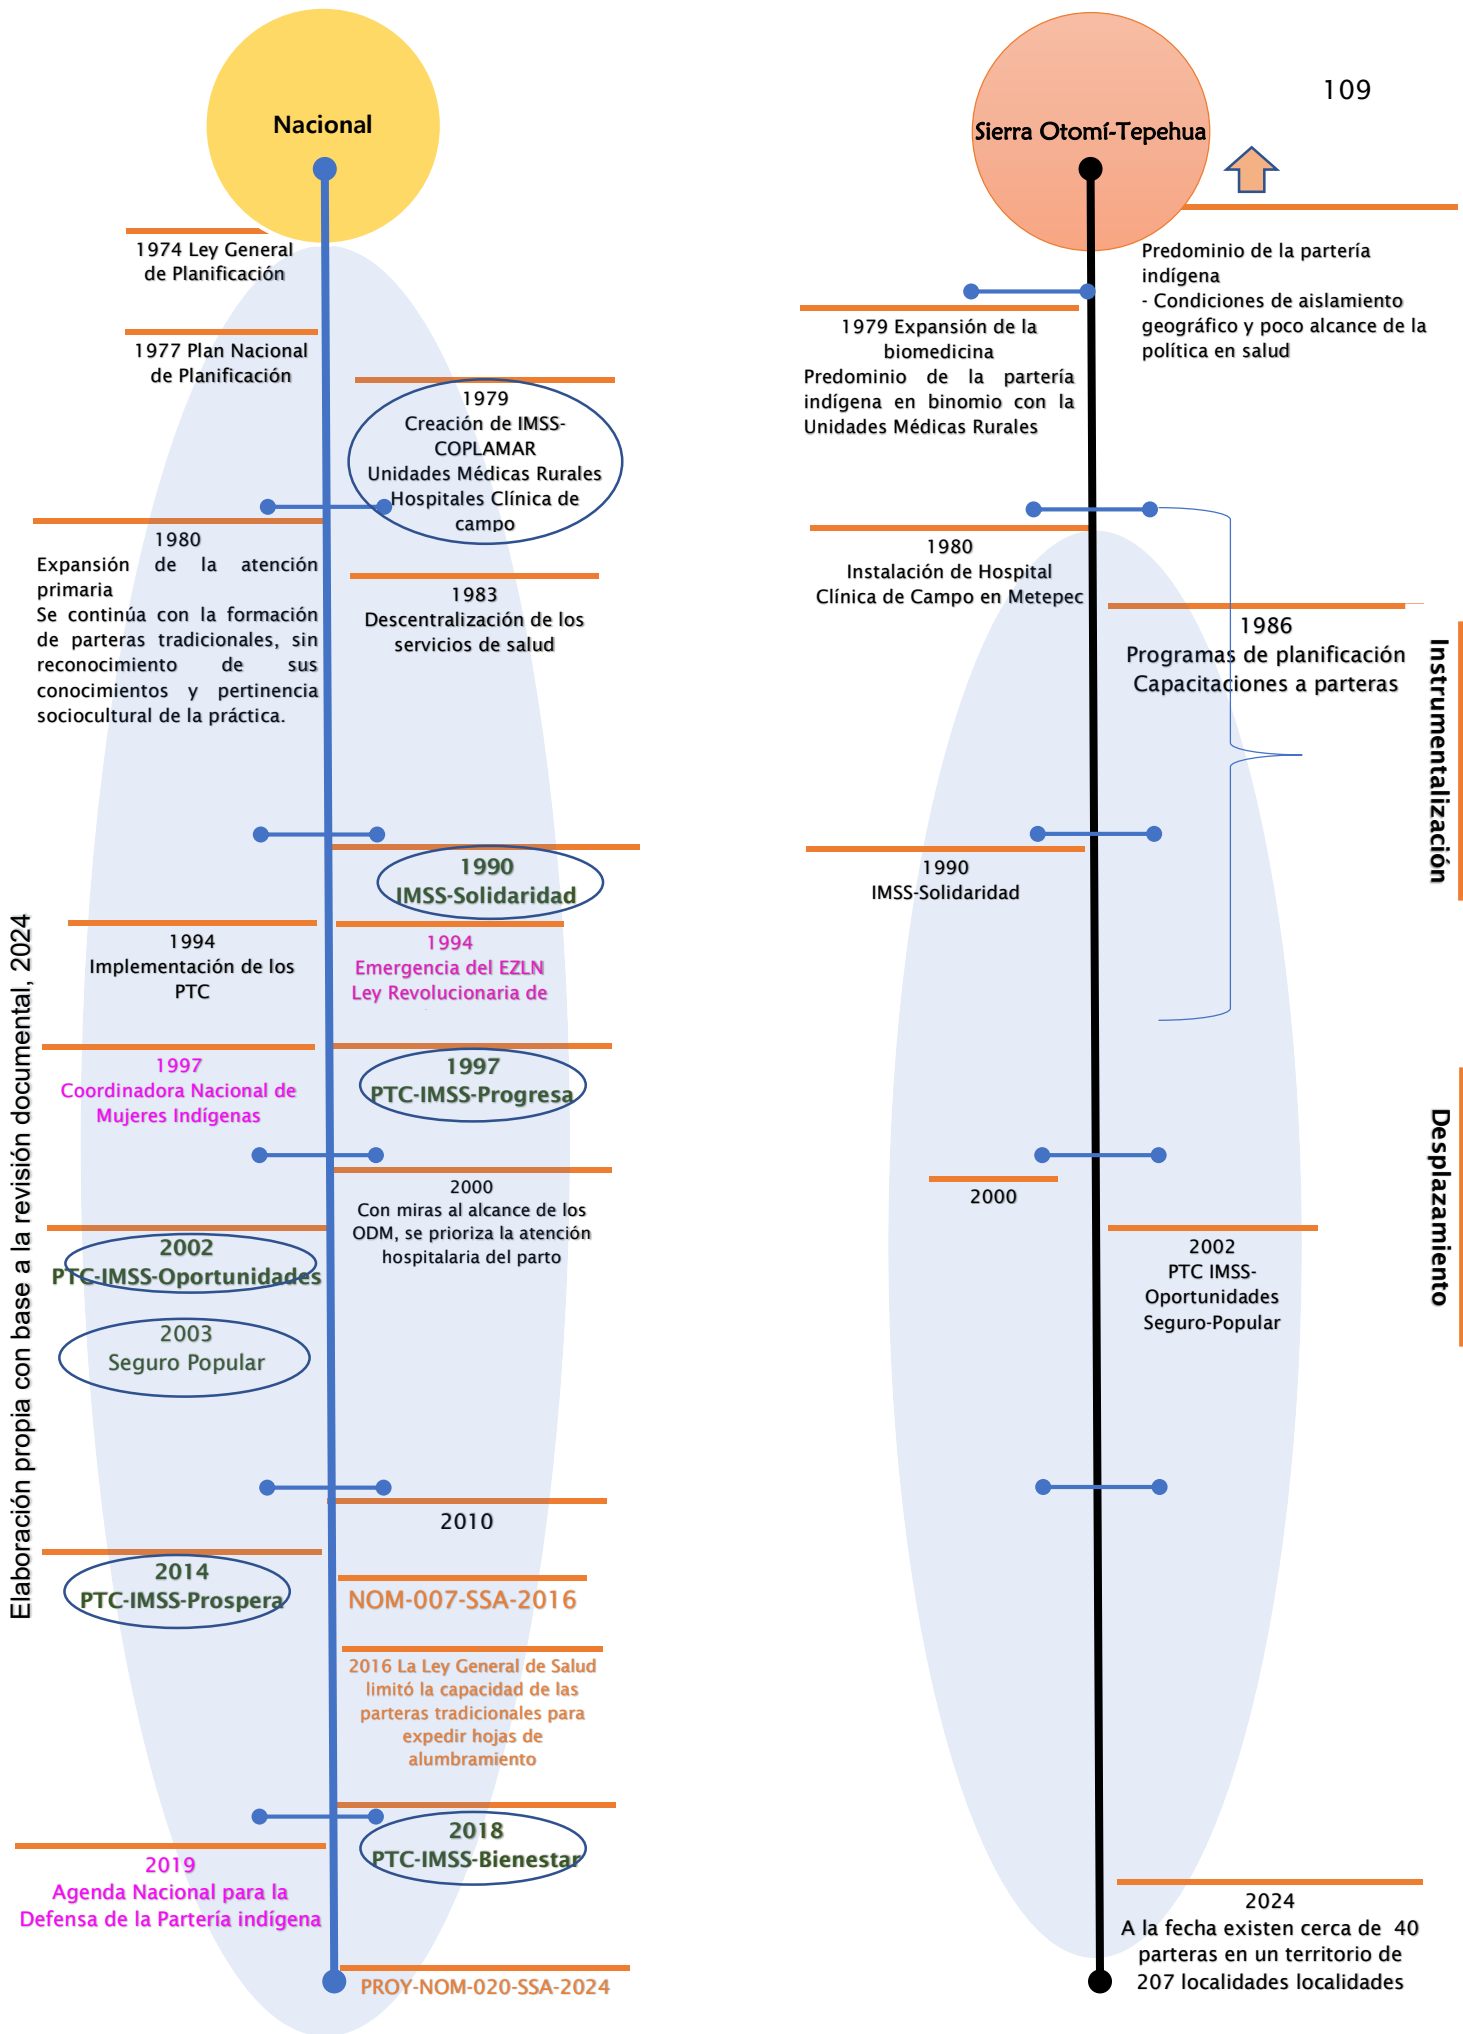 109
Nacional
1974 Ley General
de Planificación
1977 Plan Nacional
de Planificación
1979
Creación de IMSS-
COPLAMAR
Unidades Médicas Rurales
Hospitales Clínica de
campo
1980
Expansión de la atención
primaria
Se continúa con la formación
de parteras tradicionales, sin
reconocimiento de sus
conocimientos y pertinencia
sociocultural de la práctica.
1983
Descentralización de los
servicios de salud
1990
IMSS-Solidaridad
1994
Implementación de los
PTC
1994
Emergencia del EZLN
Ley Revolucionaria de
1997
Coordinadora Nacional de
Mujeres Indígenas
1997
PTC-IMSS-Progresa
2000
Con miras al alcance de los
ODM, se prioriza la atención
hospitalaria del parto
2002
PTC-IMSS-Oportunidades
2003
Seguro Popular
2010
2014
PTC-IMSS-Prospera
NOM-007-SSA-2016
2016 La Ley General de Salud
limitó la capacidad de las
parteras tradicionales para
expedir hojas de
alumbramiento
2018
PTC-IMSS-Bienestar
2019
Agenda Nacional para la
Defensa de la Partería indígena
PROY-NOM-020-SSA-2024
Elaboración propia con base a la revisión documental, 2024
Sierra Otomí-Tepehua
Predominio de la partería
indígena
- Condiciones de aislamiento
geográfico y poco alcance de la
política en salud
1979 Expansión de la
biomedicina
Predominio de la partería
indígena en binomio con la
Unidades Médicas Rurales
1980
Instalación de Hospital
Clínica de Campo en Metepec
1986
Programas de planificación
Capacitaciones a parteras
Instrumentalización
1990
IMSS-Solidaridad
Desplazamiento
2000
2002
PTC IMSS-
Oportunidades
Seguro-Popular
2024
A la fecha existen cerca de 40
parteras en un territorio de
207 localidades localidades